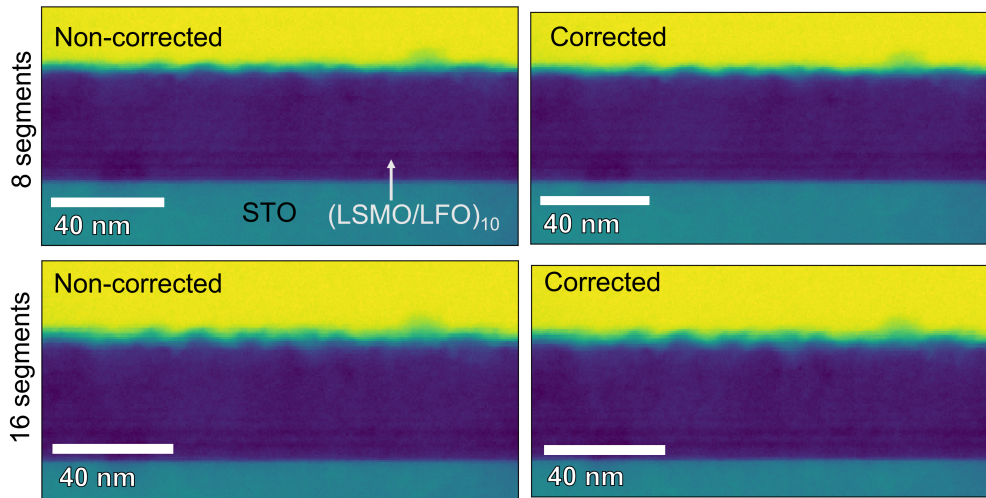 8 segments
Non-corrected
Corrected
STO
(LSMO/LFO)₁₀
40 nm
40 nm
16 segments
Non-corrected
Corrected
40 nm
40 nm